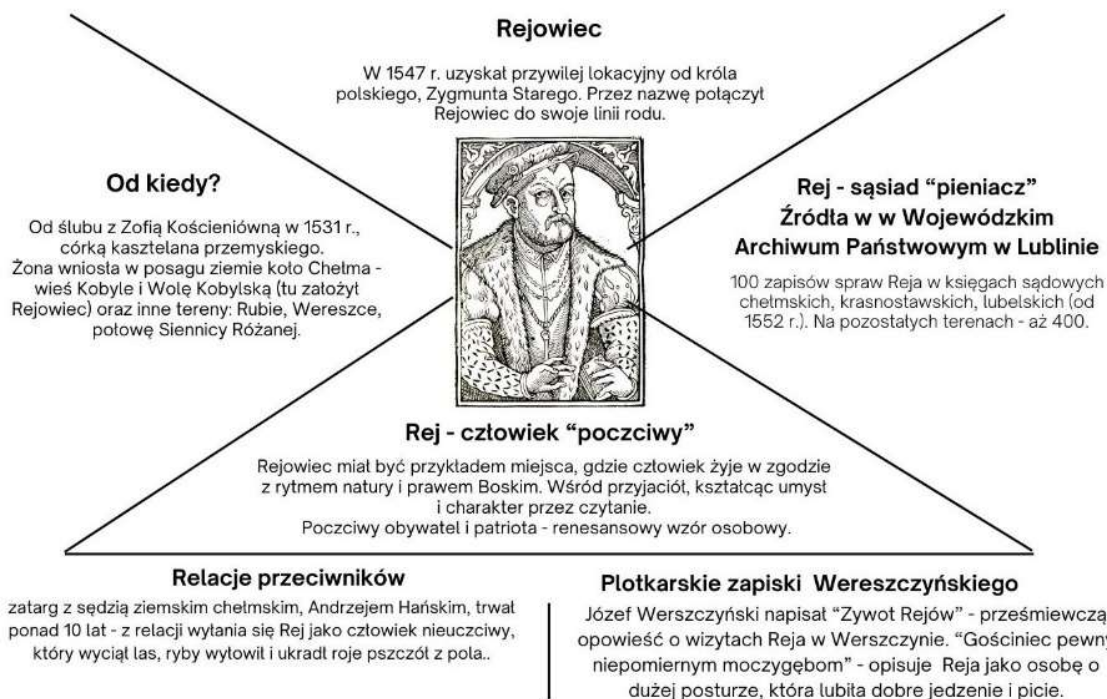 Rejowiec
W 1547 r. uzyskał przywilej lokacyjny od króla
polskiego, Zygmunta Starego. Przez nazwę połączył
Rejowiec do swoje linii rodu.
Od kiedy?
Od ślubu z Zofią Kościeniówną w 1531 r.,
córką kasztelana przemyskiego.
Żona wniosła w posagu ziemie koło Chełma -
wieś Kobyle i Wolę Kobylską (tu założył
Rejowiec) oraz inne tereny: Rubie, Wereszce,
połowę Siennicy Różanej.
Rej - sąsiad “pieniacz”
Źródła w w Wojewódzkim
Archiwum Państwowym w Lublinie
100 zapisów spraw Reja w księgach sądowych
chełmskich, krasnostawskich, lubelskich (od
1552 r.). Na pozostałych terenach - aż 400.
Rej - człowiek “poczciwy”
Rejowiec miał być przykładem miejsca, gdzie człowiek żyje w zgodzie
z rytmem natury i prawem Boskim. Wśród przyjaciół, kształcąc umysł
i charakter przez czytanie.
Poczciwy obywatel i patriota - renesansowy wzór osobowy.
Relacje przeciwników
zatarg z sędzią ziemskim chełmskim, Andrzejem Hańskim, trwał
ponad 10 lat - z relacji wyłania się Rej jako człowiek nieuczciwy,
który wyciął las, ryby wyłowił i ukradł roje pszczół z pola..
Plotkarskie zapiski Wereszczyńskiego
Józef Werszczyński napisał “Zywot Rejów” - prześmiewczą
opowieść o wizytach Reja w Werszczynie. “Gościniec pewny
niepomiernym moczygębom” - opisuje Reja jako osobę o
dużej posturze, która lubiła dobre jedzenie i picie.